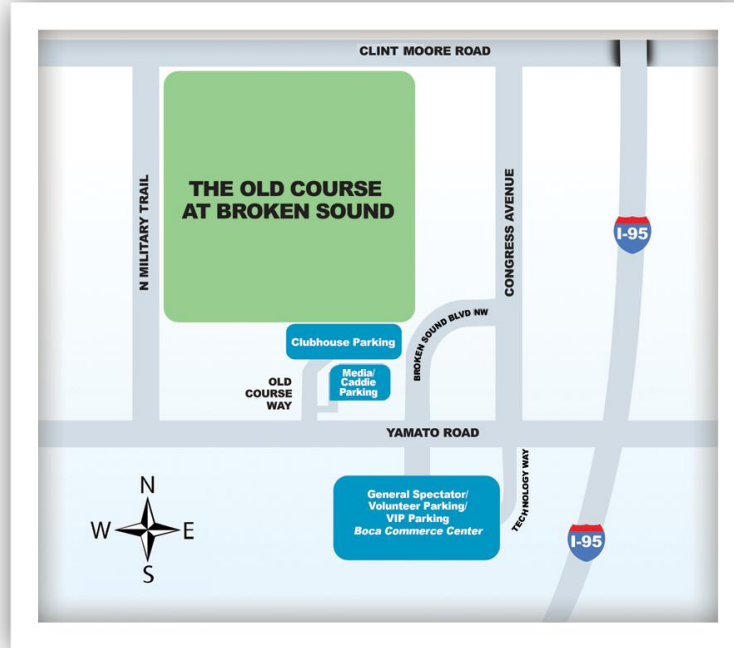 CLINT MOORE ROAD
N MILITARY TRAIL
THE OLD COURSE
AT BROKEN SOUND
CONGRESS AVENUE
I-95
BROKEN SOUND BLVD NW
Clubhouse Parking
Media/
Caddie
Parking
OLD
COURSE
WAY
YAMATO ROAD
General Spectator/
Volunteer Parking/
VIP Parking
Boca Commerce Center
TECHNOLOGY WAY
I-95
N
W
E
S